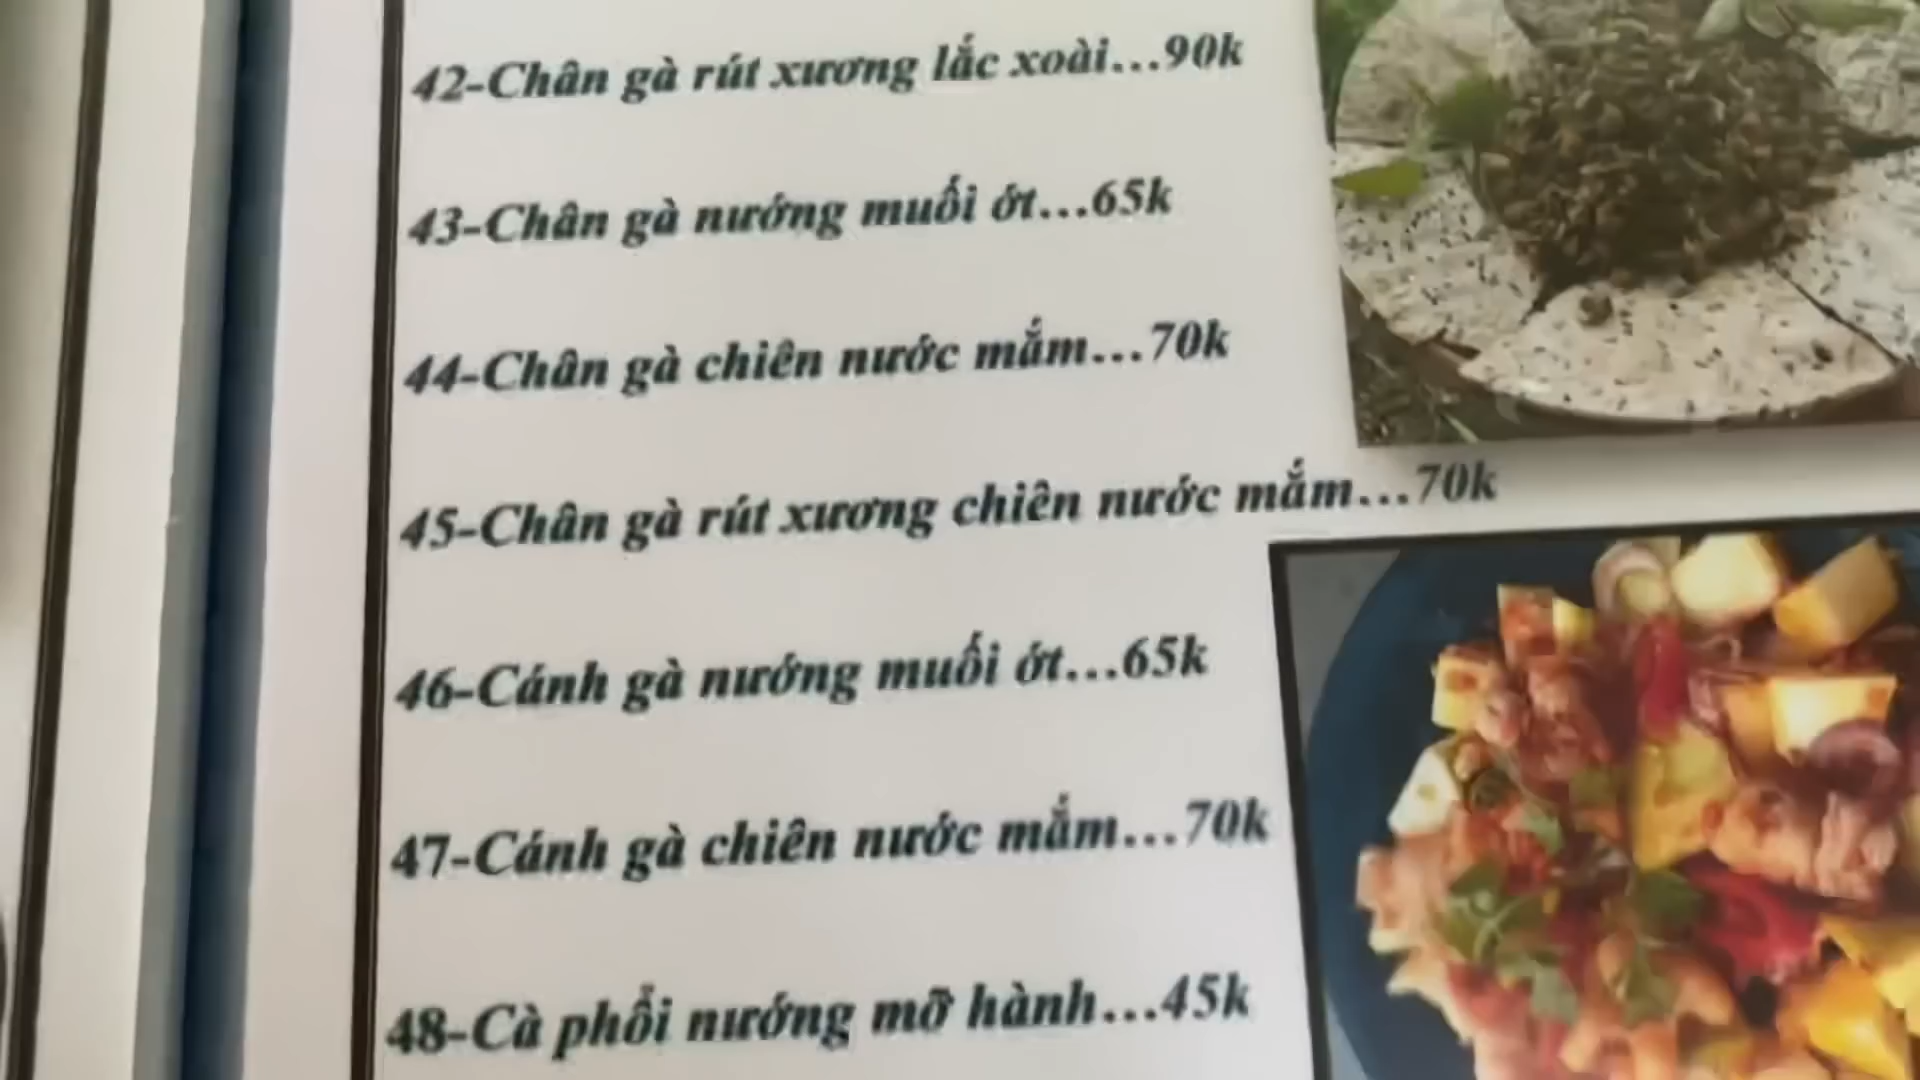 42-Chân gà rút xương lắc xoài...90k
43-Chân gà nướng muối ớt...65k
44-Chân gà chiên nước mắm...70k
45-Chân gà rút xương chiên nước mắm...70k
46-Cánh gà nướng muối ớt...65k
47-Cánh gà chiên nước mắm...70k
48-Cà phổi nướng mỡ hành...45k